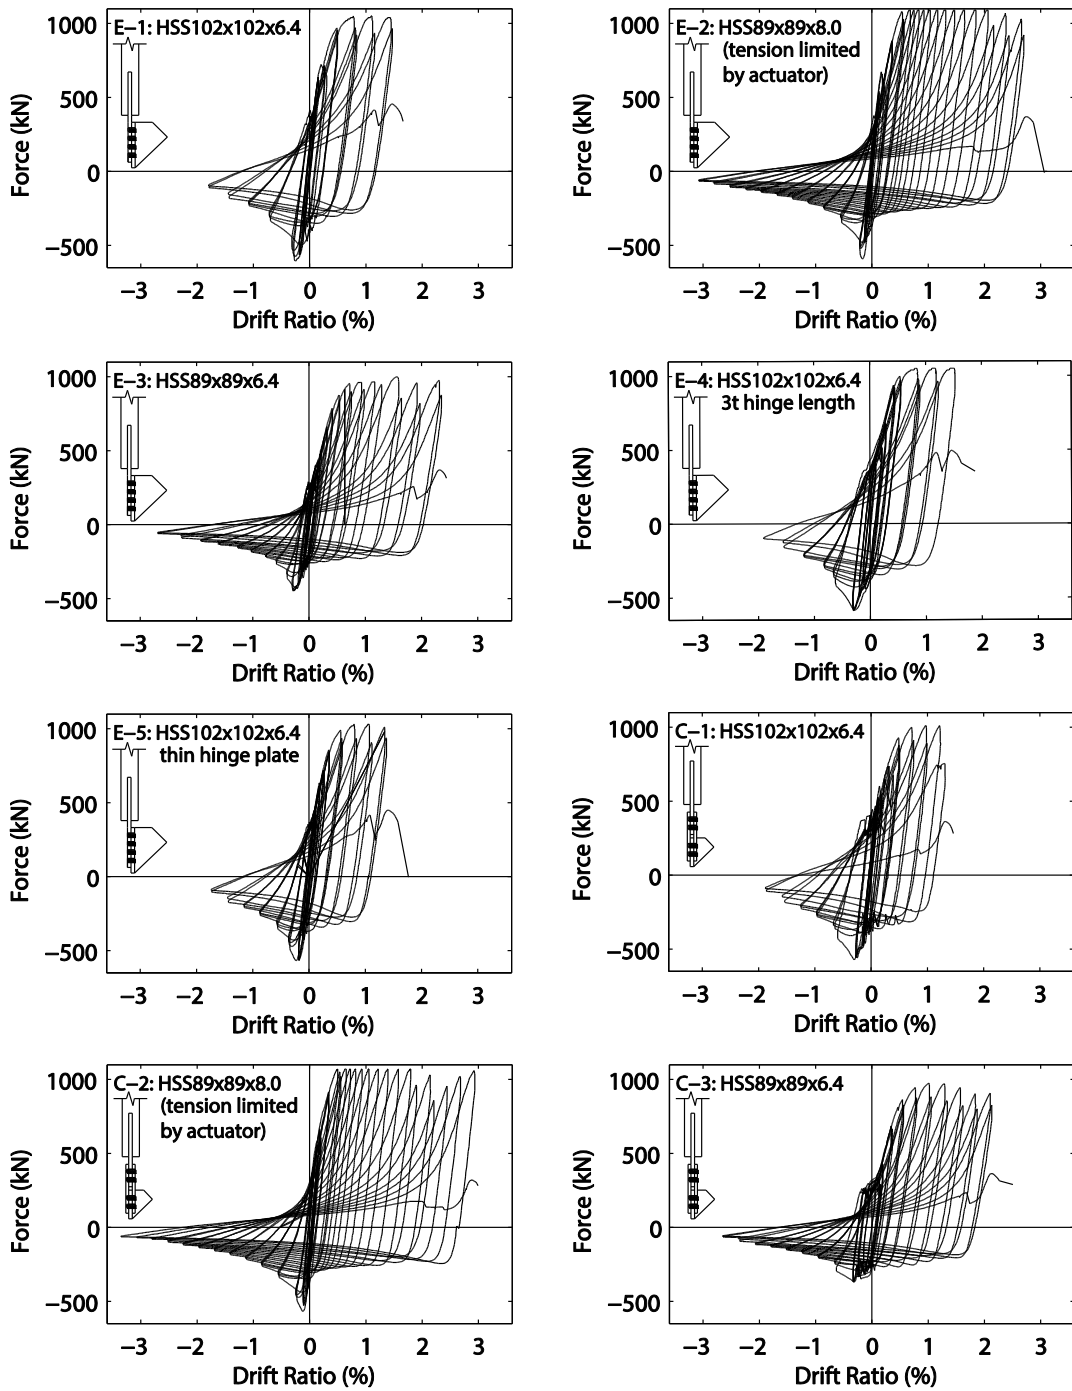 E−1: HSS102x102x6.4
1000
500
0
−500
Force (kN)
−3 −2 −1 0 1 2 3
Drift Ratio (%)
E−2: HSS89x89x8.0
(tension limited
by actuator)
1000
500
0
−500
Force (kN)
−3 −2 −1 0 1 2 3
Drift Ratio (%)
E−3: HSS89x89x6.4
1000
500
0
−500
Force (kN)
−3 −2 −1 0 1 2 3
Drift Ratio (%)
E−4: HSS102x102x6.4
3t hinge length
1000
500
0
−500
Force (kN)
−3 −2 −1 0 1 2 3
Drift Ratio (%)
E−5: HSS102x102x6.4
thin hinge plate
1000
500
0
−500
Force (kN)
−3 −2 −1 0 1 2 3
Drift Ratio (%)
C−1: HSS102x102x6.4
1000
500
0
−500
Force (kN)
−3 −2 −1 0 1 2 3
Drift Ratio (%)
C−2: HSS89x89x8.0
(tension limited
by actuator)
1000
500
0
−500
Force (kN)
−3 −2 −1 0 1 2 3
Drift Ratio (%)
C−3: HSS89x89x6.4
1000
500
0
−500
Force (kN)
−3 −2 −1 0 1 2 3
Drift Ratio (%)